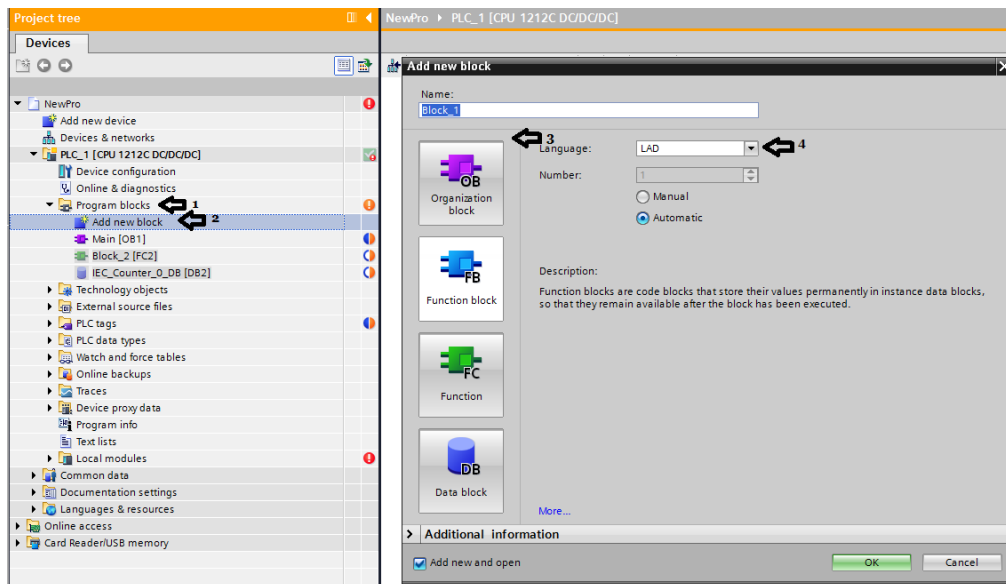 Project tree
Devices
NewPro
Add new device
Devices & networks
PLC_1 [CPU 1212C DC/DC/DC]
Device configuration
Online & diagnostics
Program blocks 1
Add new block 2
Main [OB1]
Block_2 [FC2]
IEC_Counter_0_DB [DB2]
Technology objects
External source files
PLC tags
PLC data types
Watch and force tables
Online backups
Traces
Device proxy data
Program info
Text lists
Local modules
Common data
Documentation settings
Languages & resources
Online access
Card Reader/USB memory
NewPro PLC_1 [CPU 1212C DC/DC/DC]
Add new block
Name:
Block_1
3
OB
Organization
block
FB
Function block
FC
Function
DB
Data block
Language: LAD 4
Number: 1
Manual
Automatic
Description:
Function blocks are code blocks that store their values permanently in instance data blocks,
so that they remain available after the block has been executed.
More...
Additional information
Add new and open
OK Cancel